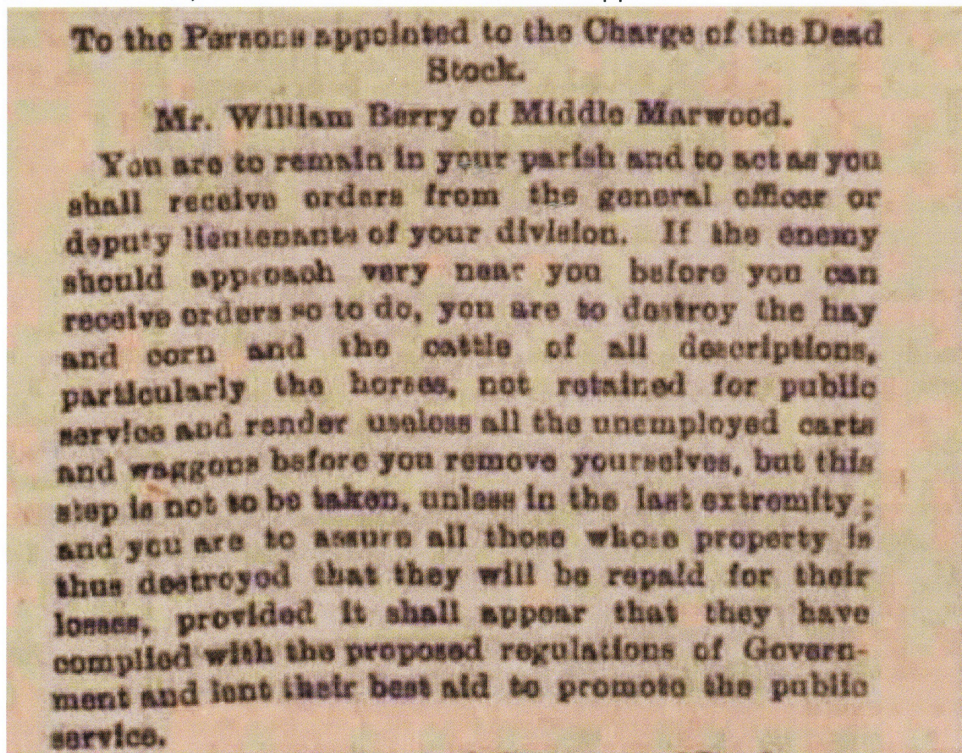 To the Persons appointed to the Charge of the Dead
Stock.
Mr. William Berry of Middle Marwood.
You are to remain in your parish and to act as you
shall receive orders from the general officer or
deputy lieutenants of your division. If the enemy
should approach very near you before you can
receive orders so to do, you are to destroy the hay
and corn and the cattle of all descriptions,
particularly the horses, not retained for public
service and render useless all the unemployed carts
and waggons before you remove yourselves, but this
step is not to be taken, unless in the last extremity;
and you are to assure all those whose property is
thus destroyed that they will be repaid for their
losses, provided it shall appear that they have
complied with the proposed regulations of Govern-
ment and lent their best aid to promote the public
service.